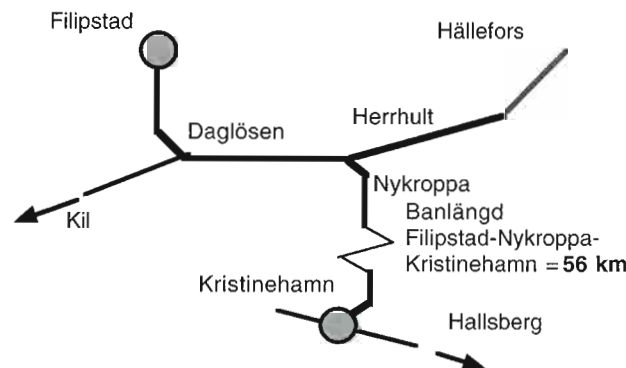 Filipstad
Hällefors
Herrhult
Daglösen
Nykroppa
Banlängd
Filipstad-Nykroppa-
Kristinehamn = 56 km
Kil
Kristinehamn
Hallsberg